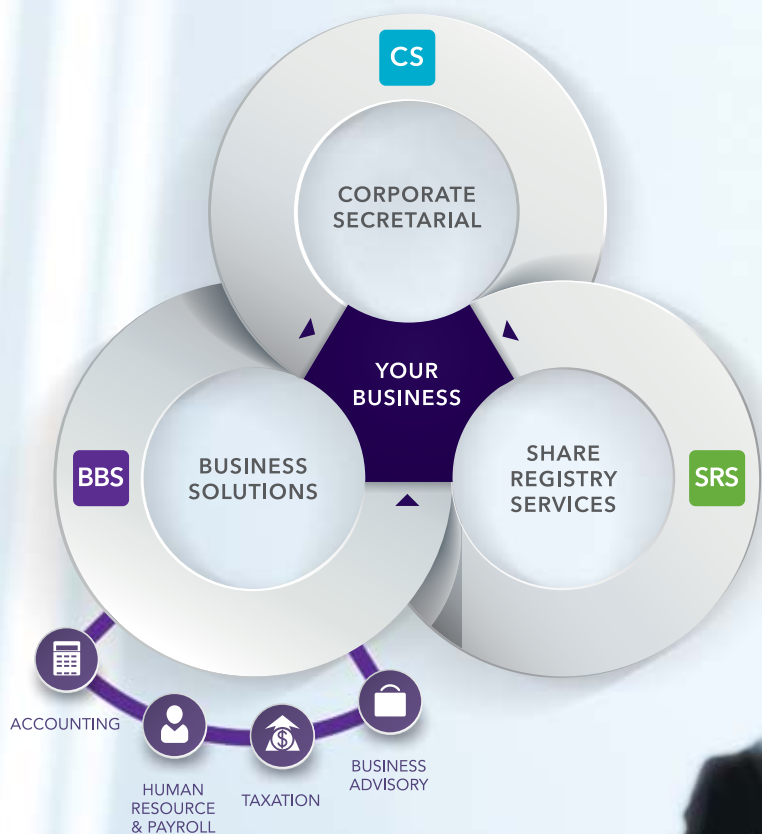 CS
CORPORATE
SECRETARIAL
YOUR
BUSINESS
BBS
BUSINESS
SOLUTIONS
SHARE
REGISTRY
SERVICES
SRS
ACCOUNTING
HUMAN
RESOURCE
& PAYROLL
TAXATION
BUSINESS
ADVISORY
$